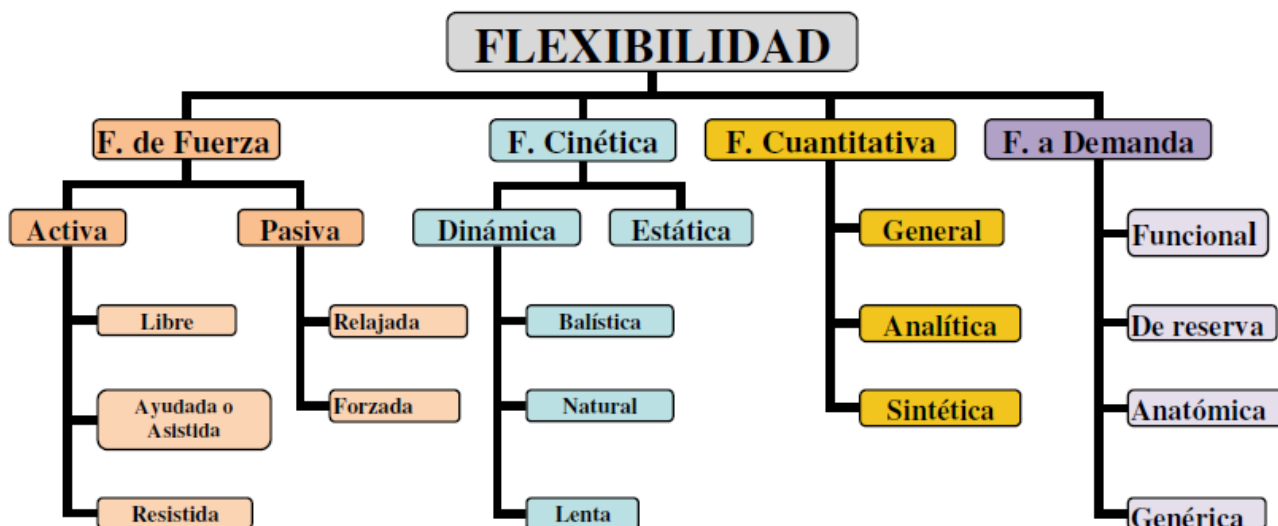 FLEXIBILIDAD
F. de Fuerza
F. Cinética
F. Cuantitativa
F. a Demanda
Activa
Pasiva
Dinámica
Estática
General
Funcional
Libre
Relajada
Balística
Analítica
De reserva
Ayudada o
Asistida
Forzada
Natural
Sintética
Anatómica
Resistida
Lenta
Genérica